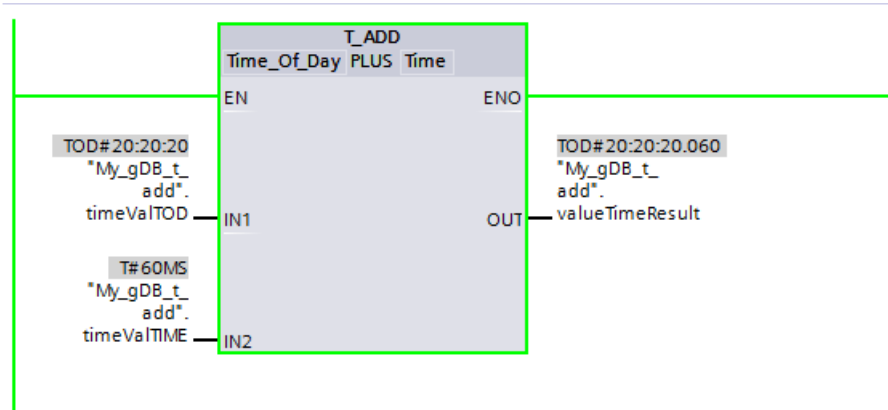 T_ADD
Time_Of_Day PLUS Time
EN ENO
TOD#20:20:20
"My_gDB_t_
add".
timeValTOD
IN1
TOD#20:20:20.060
"My_gDB_t_
add".
valueTimeResult
OUT
T#60MS
"My_gDB_t_
add".
timeValTIME
IN2